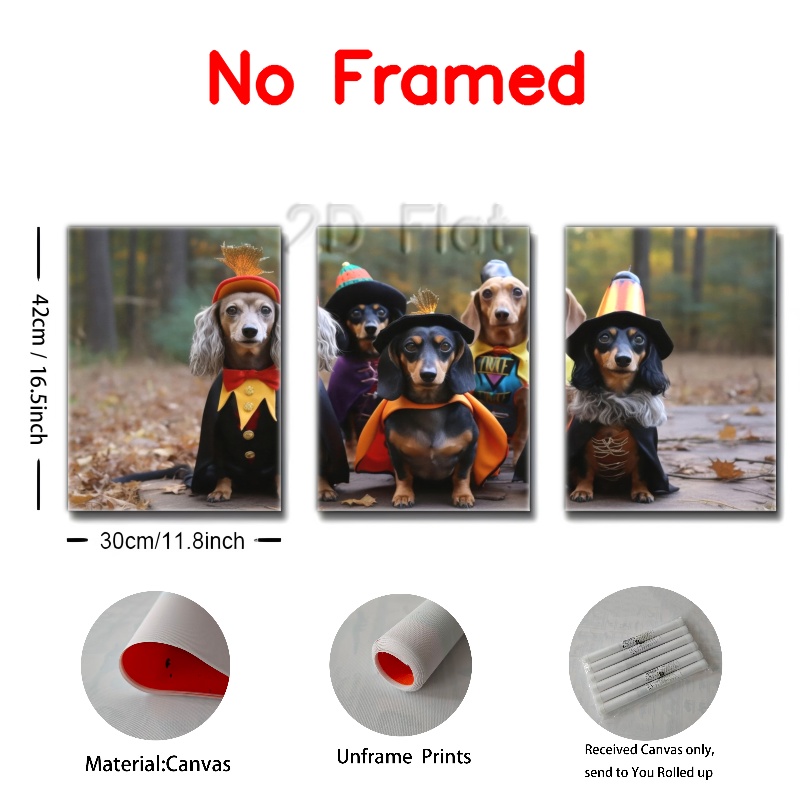 No Framed
2D Flat
42cm / 16.5inch
30cm/11.8inch
Material:Canvas
Unframe Prints
Received Canvas only,
send to You Rolled up